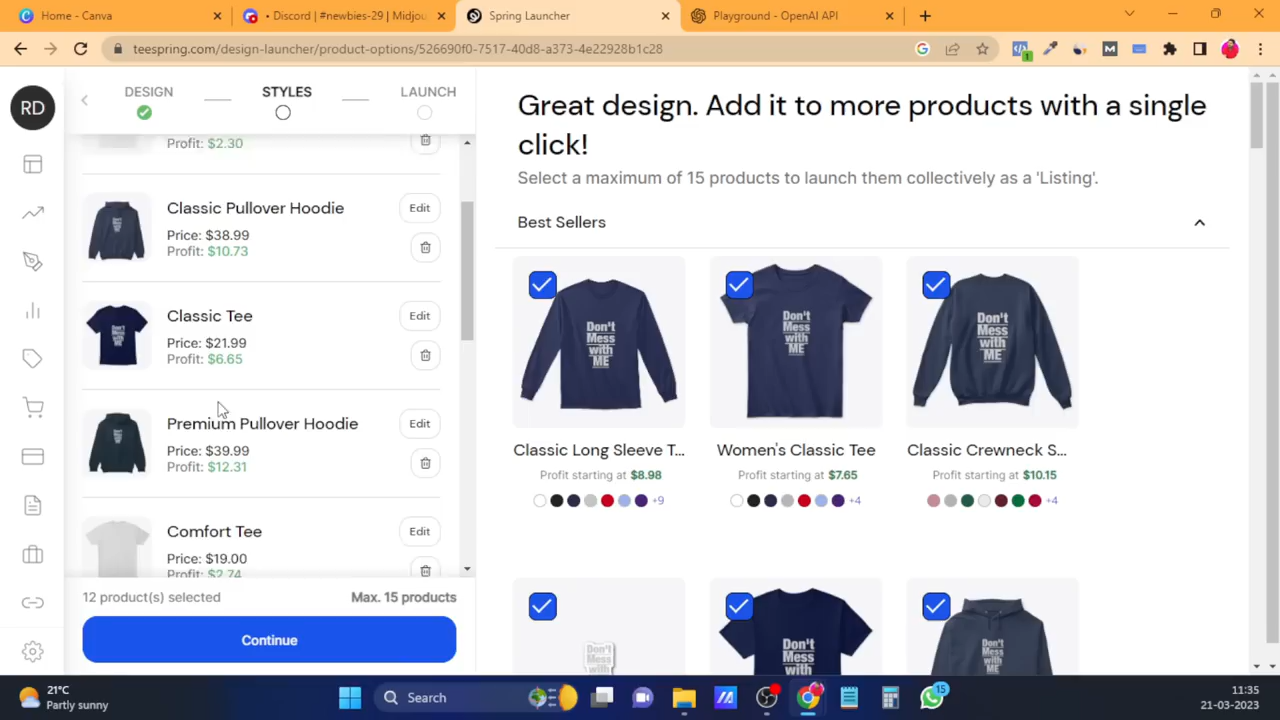 Home - Canva
• Discord | #newbies-29 | Midjou
Spring Launcher
Playground - OpenAI API
teespring.com/design-launcher/product-options/526690f0-7517-40d8-a373-4e22928b1c28
RD
DESIGN
STYLES
LAUNCH
Profit: $2.30
Classic Pullover Hoodie
Edit
Price: $38.99
Profit: $10.73
Classic Tee
Edit
Price: $21.99
Profit: $6.65
Premium Pullover Hoodie
Edit
Price: $39.99
Profit: $12.31
Comfort Tee
Edit
Price: $19.00
Profit: $2.74
12 product(s) selected
Max. 15 products
Continue
Great design. Add it to more products with a single
click!
Select a maximum of 15 products to launch them collectively as a 'Listing'.
Best Sellers
Don't
Mess
with
ME
Don't
Mess
with
ME
Don't
Mess
with
ME
Classic Long Sleeve T...
Women's Classic Tee
Classic Crewneck S...
Profit starting at $8.98
Profit starting at $7.65
Profit starting at $10.15
+9
+4
+4
Don't
Mess
with
Don't
Mess
with
ME
Don't
Mess
with
ME
21°C
Partly sunny
Search
15
11:35
21-03-2023